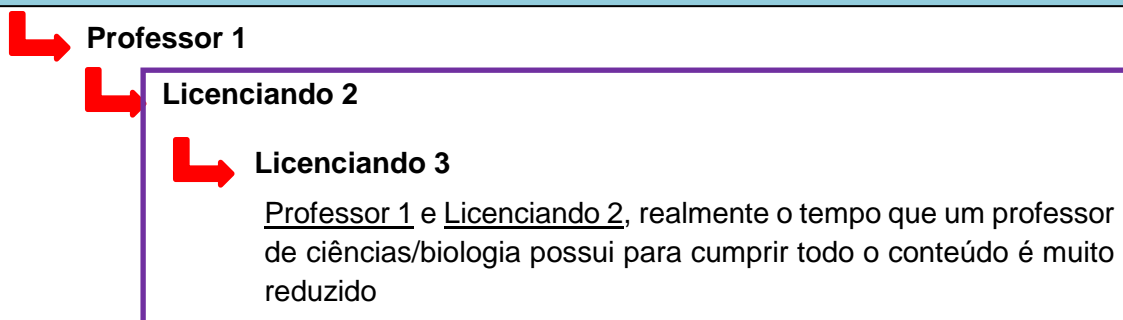 Professor 1
Licenciando 2
Licenciando 3
Professor 1 e Licenciando 2, realmente o tempo que um professor
de ciências/biologia possui para cumprir todo o conteúdo é muito
reduzido